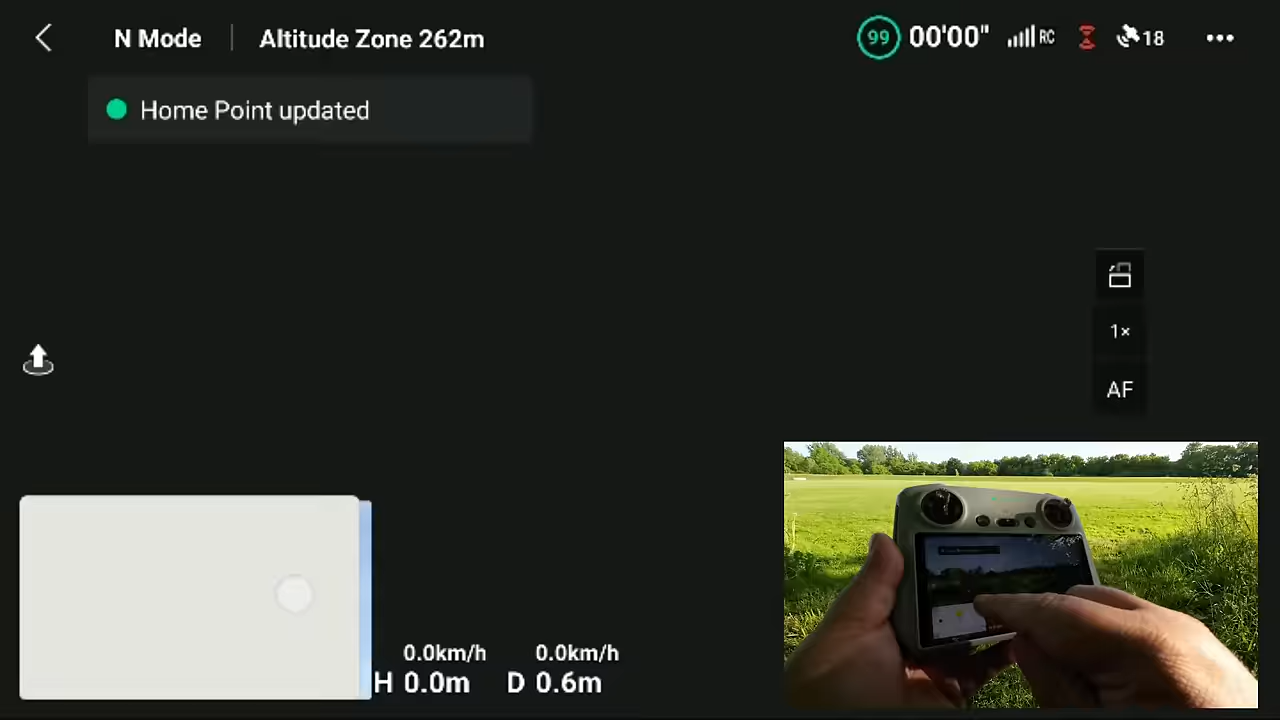 N Mode | Altitude Zone 262m
99 00'00" RC 18
Home Point updated
1×
AF
0.0km/h 0.0km/h
H 0.0m D 0.6m